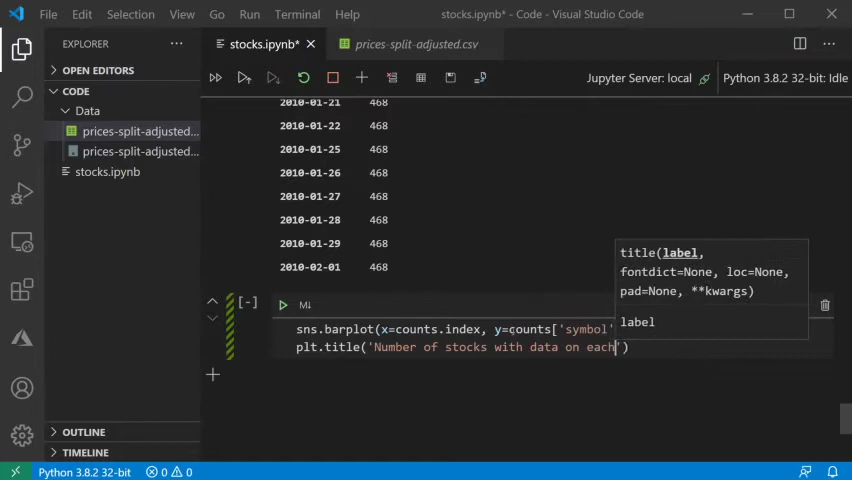 File Edit Selection View Go Run Terminal Help stocks.ipynb* - Code - Visual Studio Code
EXPLORER
stocks.ipynb*
prices-split-adjusted.csv
OPEN EDITORS
CODE
Data
prices-split-adjusted...
prices-split-adjusted...
stocks.ipynb
OUTLINE
TIMELINE
Jupyter Server: local Python 3.8.2 32-bit: Idle
2010-01-21 468
2010-01-22 468
2010-01-25 468
2010-01-26 468
2010-01-27 468
2010-01-28 468
2010-01-29 468
2010-02-01 468
title(label,
fontdict=None, loc=None,
pad=None, **kwargs)
label
[-]
M↓
sns.barplot(x=counts.index, y=counts['symbol'
plt.title('Number of stocks with data on each')
Python 3.8.2 32-bit 0 0